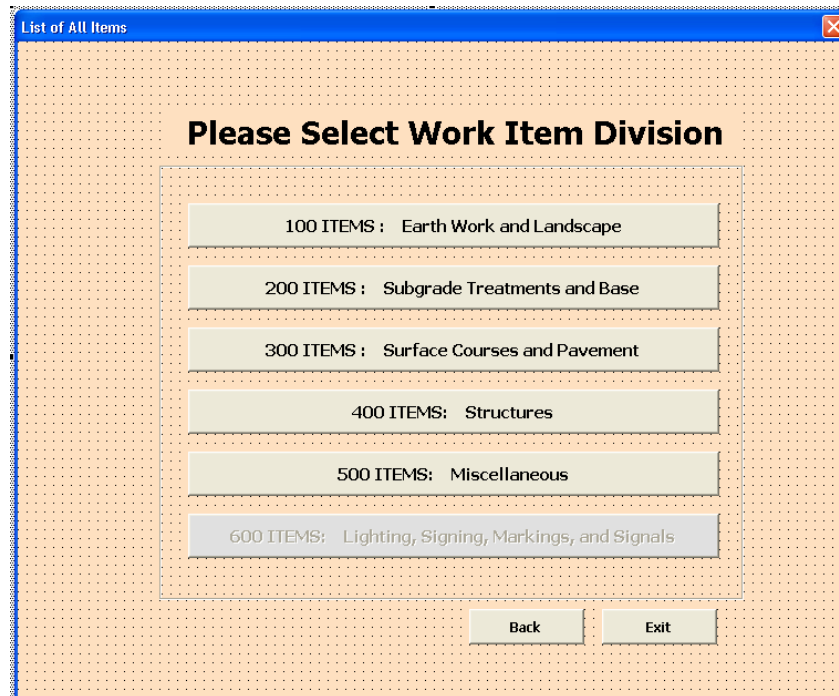 List of All Items
Please Select Work Item Division
100 ITEMS :   Earth Work and Landscape
200 ITEMS :   Subgrade Treatments and Base
300 ITEMS :   Surface Courses and Pavement
400 ITEMS:   Structures
500 ITEMS:   Miscellaneous
600 ITEMS:   Lighting, Signing, Markings, and Signals
Back   Exit